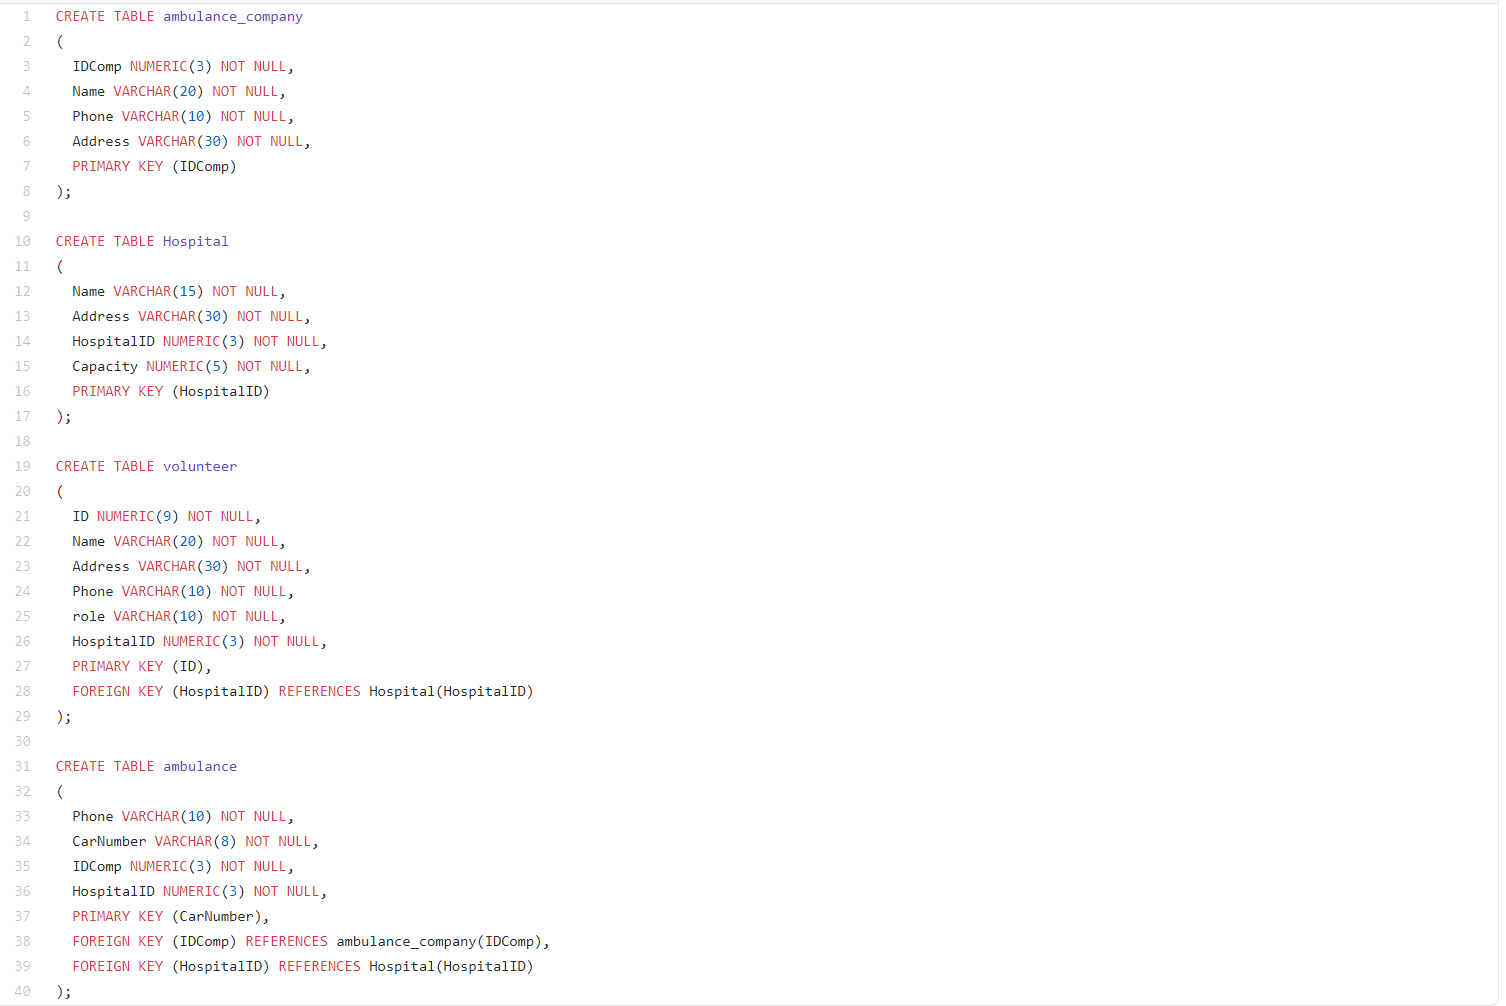 1 CREATE TABLE ambulance_company
2 (
3 IDComp NUMERIC(3) NOT NULL,
4 Name VARCHAR(20) NOT NULL,
5 Phone VARCHAR(10) NOT NULL,
6 Address VARCHAR(30) NOT NULL,
7 PRIMARY KEY (IDComp)
8 );
9
10 CREATE TABLE Hospital
11 (
12 Name VARCHAR(15) NOT NULL,
13 Address VARCHAR(30) NOT NULL,
14 HospitalID NUMERIC(3) NOT NULL,
15 Capacity NUMERIC(5) NOT NULL,
16 PRIMARY KEY (HospitalID)
17 );
18
19 CREATE TABLE volunteer
20 (
21 ID NUMERIC(9) NOT NULL,
22 Name VARCHAR(20) NOT NULL,
23 Address VARCHAR(30) NOT NULL,
24 Phone VARCHAR(10) NOT NULL,
25 role VARCHAR(10) NOT NULL,
26 HospitalID NUMERIC(3) NOT NULL,
27 PRIMARY KEY (ID),
28 FOREIGN KEY (HospitalID) REFERENCES Hospital(HospitalID)
29 );
30
31 CREATE TABLE ambulance
32 (
33 Phone VARCHAR(10) NOT NULL,
34 CarNumber VARCHAR(8) NOT NULL,
35 IDComp NUMERIC(3) NOT NULL,
36 HospitalID NUMERIC(3) NOT NULL,
37 PRIMARY KEY (CarNumber),
38 FOREIGN KEY (IDComp) REFERENCES ambulance_company(IDComp),
39 FOREIGN KEY (HospitalID) REFERENCES Hospital(HospitalID)
40 );